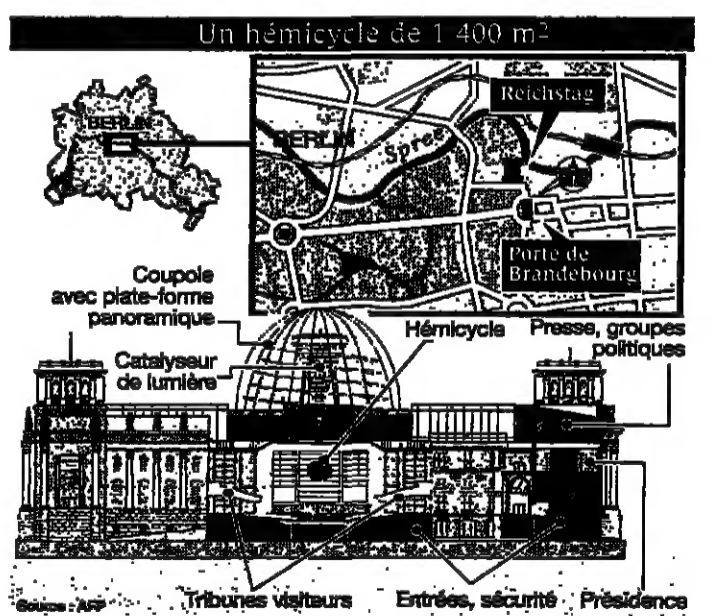 Un hémicycle de 1 400 m²
BERLIN
BERLIN
Spree
Reichstag
Porte de
Brandebourg
Coupole
avec plate-forme
panoramique
Catalyseur
de lumière
Hémicycle
Presse, groupes
politiques
Tribunes visiteurs
Entrées, sécurité
Présidence
Source : AFP